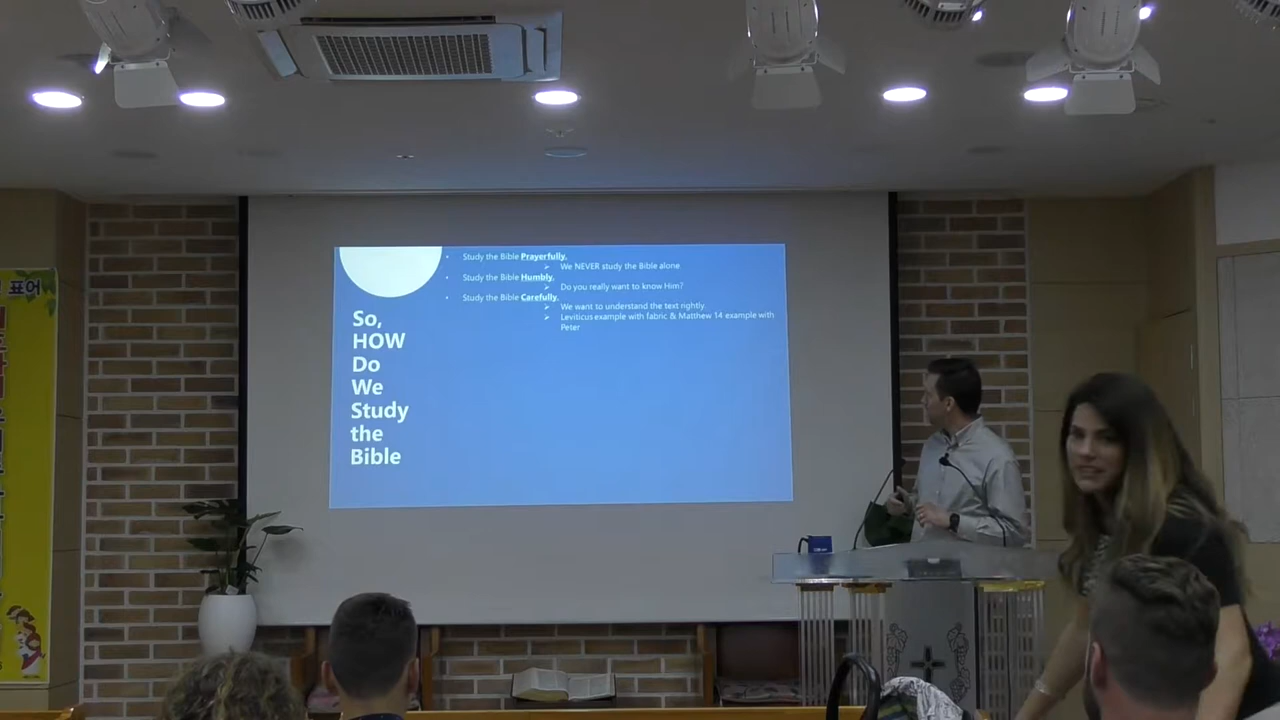 표어
So,
HOW
Do
We
Study
the
Bible
• Study the Bible Prayerfully.
➢ We NEVER study the Bible alone.
• Study the Bible Humbly.
➢ Do you really want to know Him?
• Study the Bible Carefully.
➢ We want to understand the text rightly
➢ Leviticus example with fabric & Matthew 14 example with
Peter